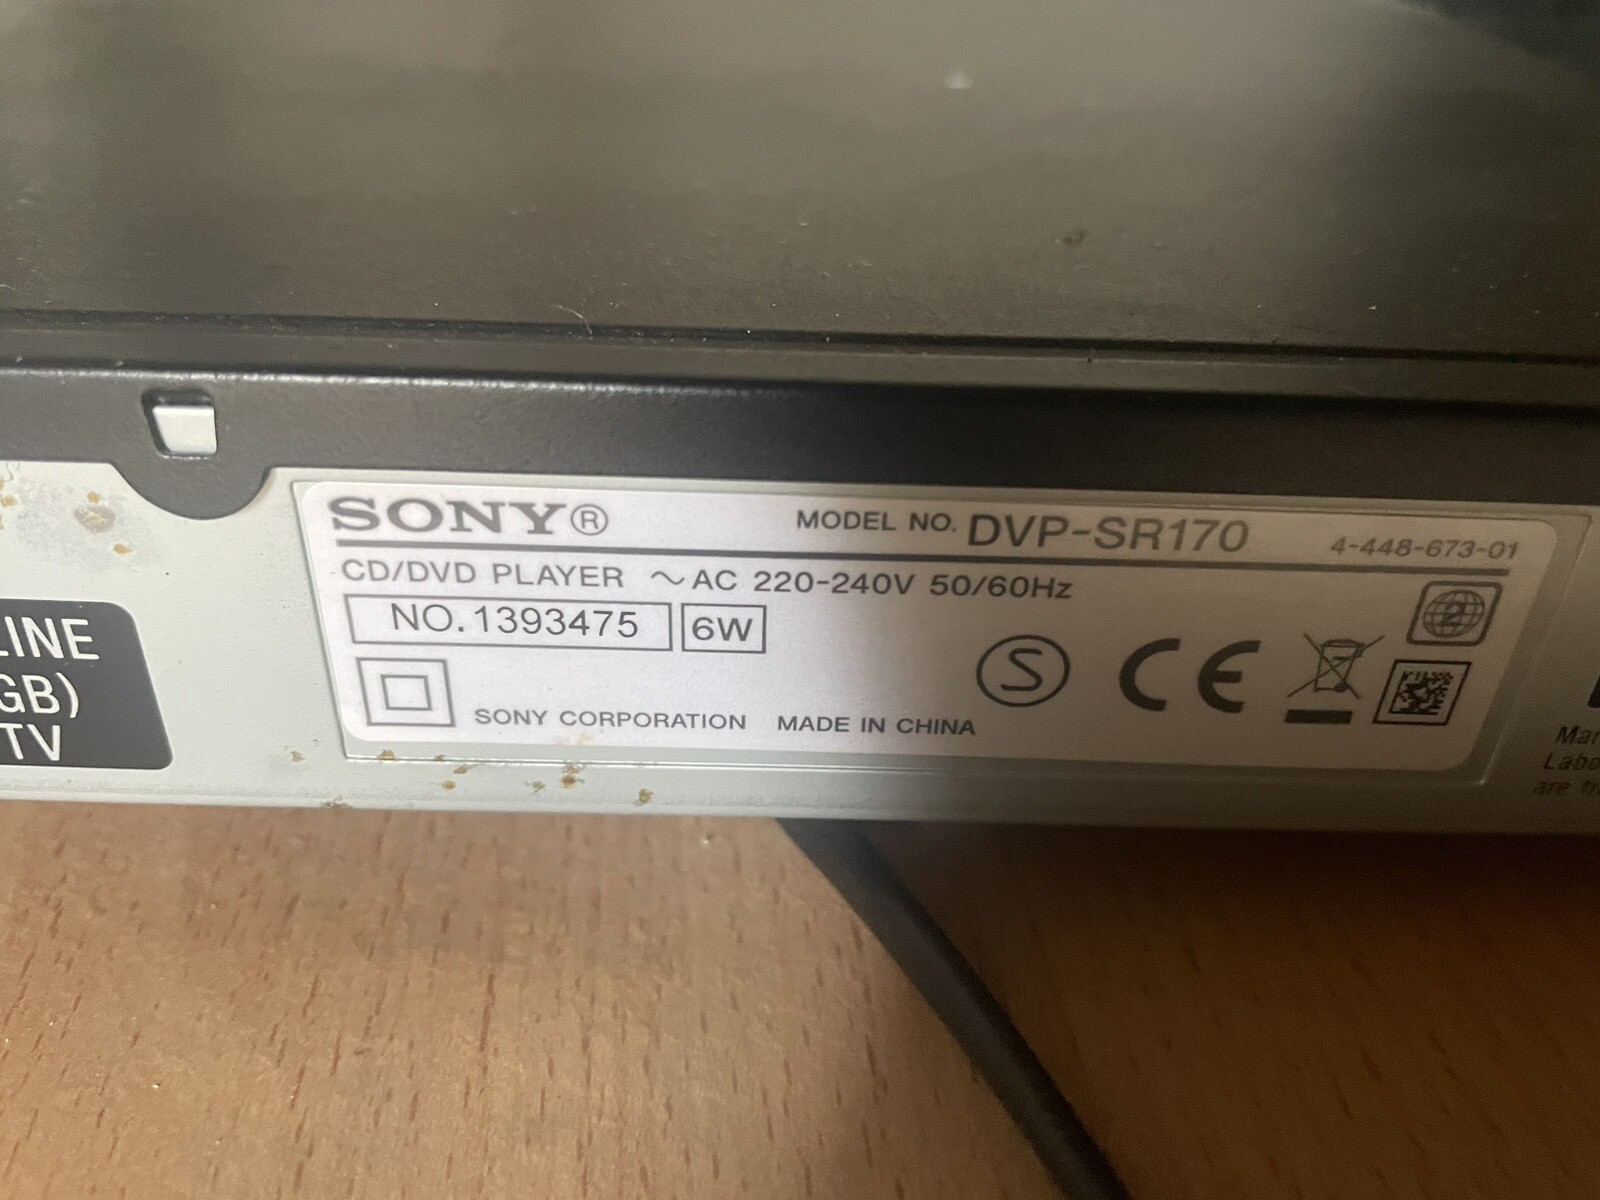 SONY®
MODEL NO. DVP-SR170
4-448-673-01
CD/DVD PLAYER ~ AC 220-240V 50/60Hz
NO. 1393475
6W
2
S
CE
SONY CORPORATION MADE IN CHINA
LINE
GB)
TV
are